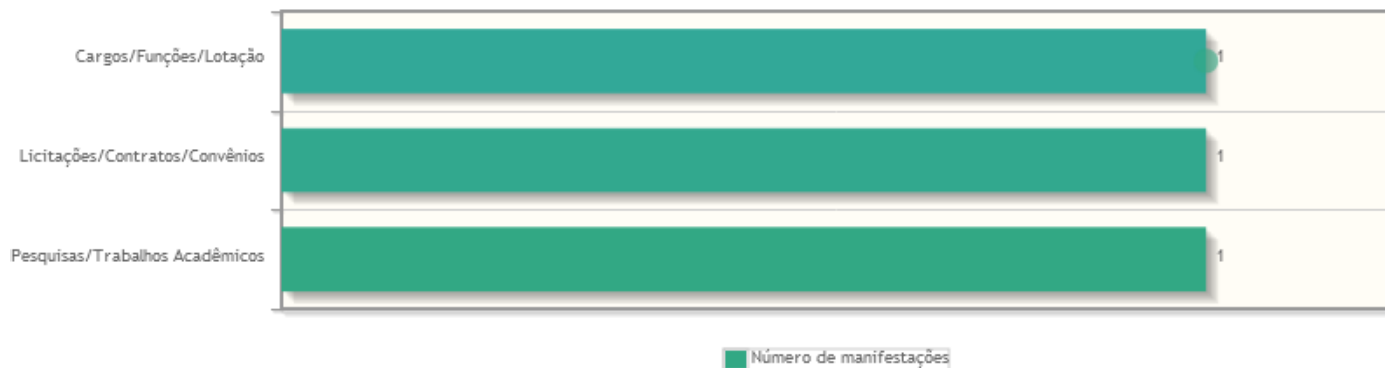 Cargos/Funções/Lotação
1
Licitações/Contratos/Convênios
1
Pesquisas/Trabalhos Acadêmicos
1
Número de manifestações